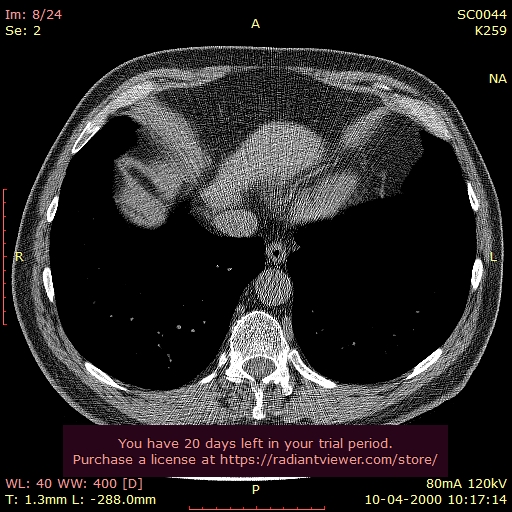 Im: 8/24
Se: 2
A
SC0044
K259
NA
R
L
You have 20 days left in your trial period.
Purchase a license at https://radiantviewer.com/store/
WL: 40 WW: 400 [D]
T: 1.3mm L: -288.0mm
P
80mA 120kV
10-04-2000 10:17:14